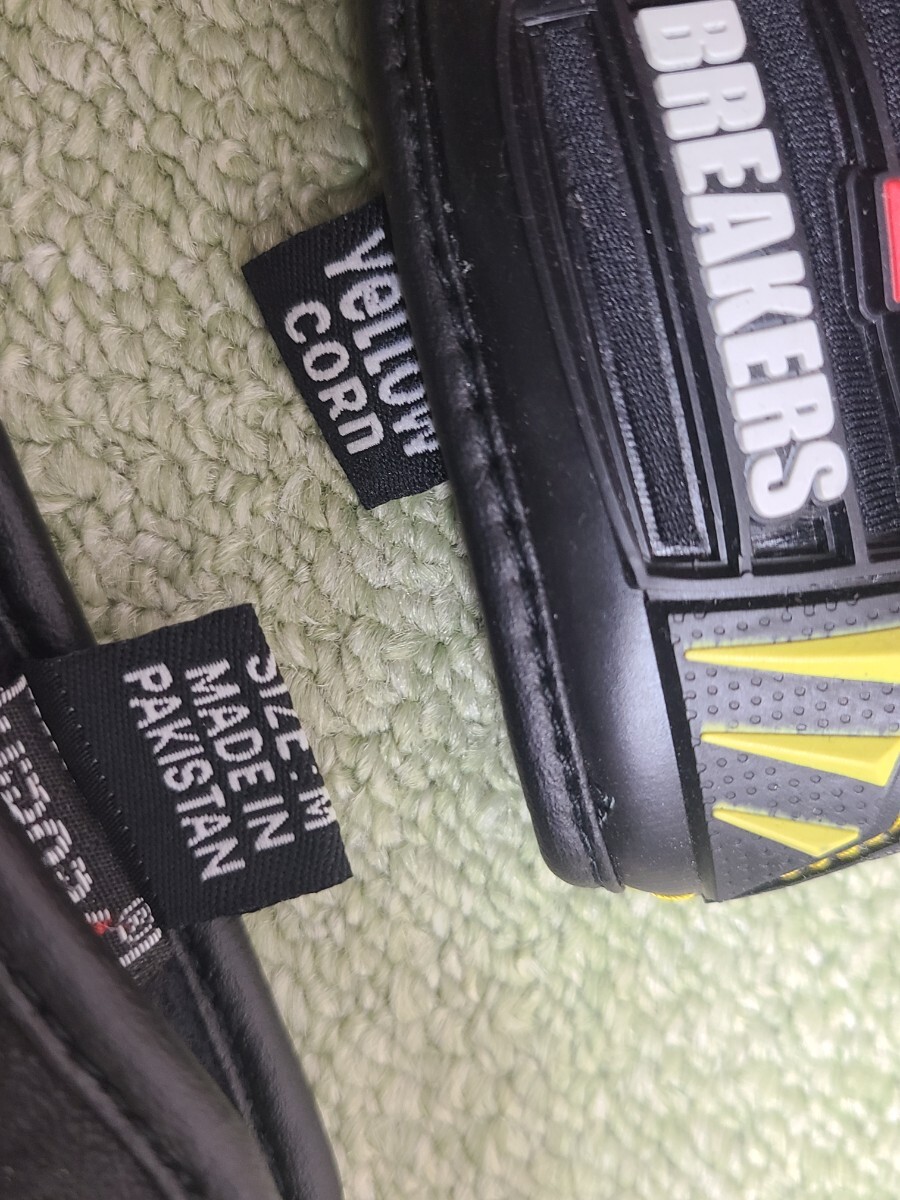 BREAKERS
YeLLOW
CORN
SIZE:M
MADE IN
PAKISTAN